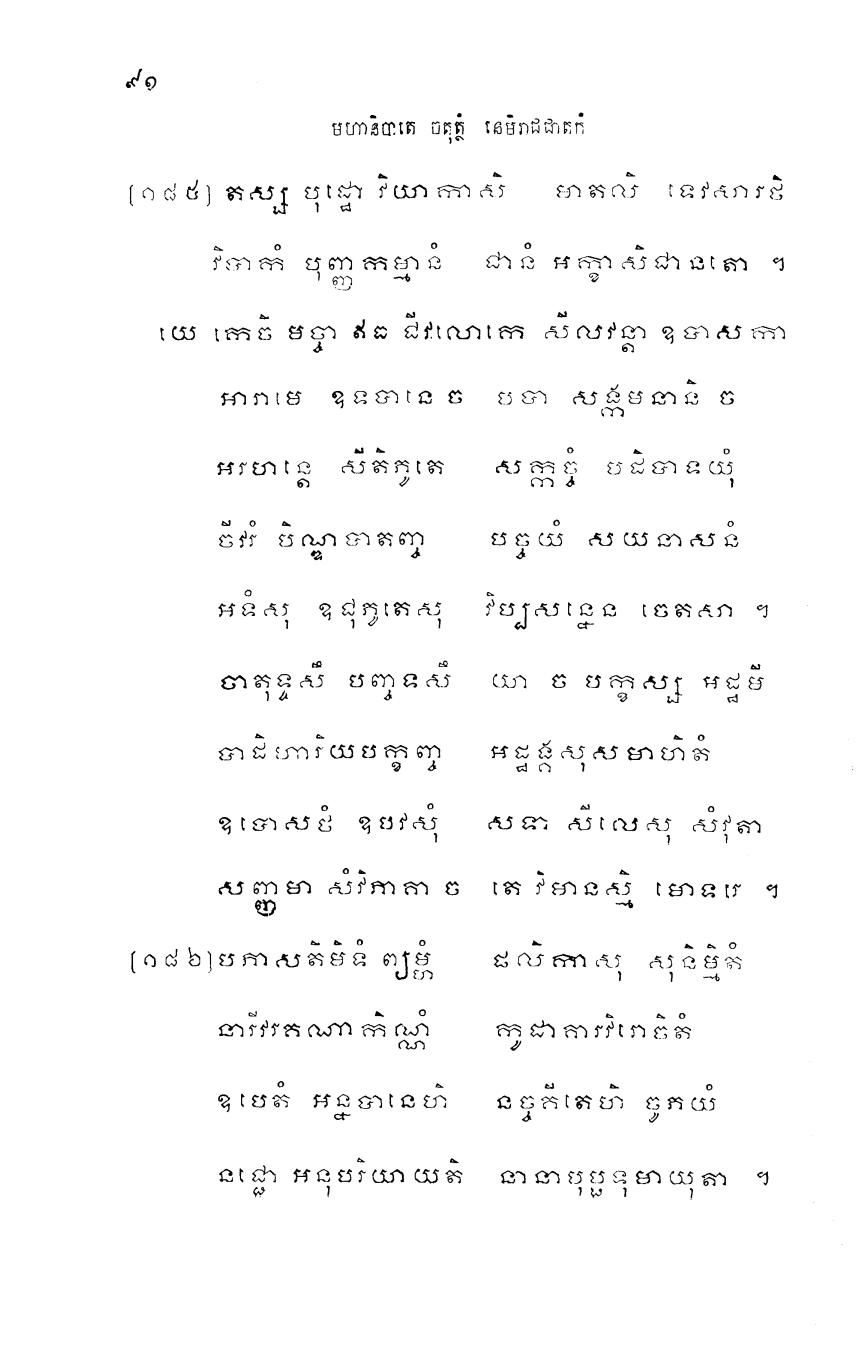 ៩១
មហានិបាតេ ចតុត្ថំ នេមិរាជជាតកំ
[១៨៥] តស្ស បុដ្ឋោ វិយាកាសិ មាតលិ ទេវសារថិ
វិបាកំ បុញ្ញកម្មានំ ជានំ អក្ខាសិជានតោ ។
យេ កេចិ មច្ចា ឥធ ជីវលោកេ សីលវន្តា ឧបាសកា
អារាមេ ឧទបានេ ច បបា សង្កមនានិ ច
អរហន្តេ សីតិភូតេ សក្កច្ចំ បដិបាទយុំ
ចីវរំ បិណ្ឌបាតញ្ច បច្ចយំ សយនាសនំ
អទំសុ ឧជុភូតេសុ វិប្បសន្នេន ចេតសា ។
ចាតុទ្ទសឹ បញ្ចទសឹ យា ច បក្ខស្ស អដ្ឋមី
បាដិហារិយបក្ខញ្ច អដ្ឋង្គសុសមាហិតំ
ឧបោសថំ ឧបវសុំ សទា សីលេសុ សំវុតា
សញ្ញមា សំវិភាគា ច តេ វិមានស្មិ មោទរេ ។
[១៨៦] បភាសតិមិទំ ព្យម្ហំ ផលិកាសុ សុនិម្មិតំ
នារីវរគណាកិណ្ណំ កូដាគារវិរោចិតំ
ឧបេតំ អន្នបានេហិ នច្ចគីតេហិ ចូភយំ
នជ្ជោ អនុបរិយាយតិ នានាបុប្ផទុមាយុតា ។